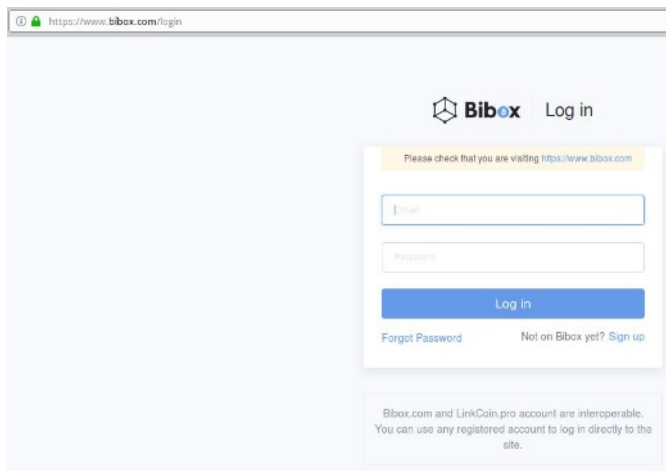 https://www.bibox.com/login
Bibox Log in
Please check that you are visiting https://www.bibox.com
Email
Password
Log in
Forgot Password Not on Bibox yet? Sign up
Bibox.com and LinkCoin.pro account are interoperable.
You can use any registered account to log in directly to the
site.